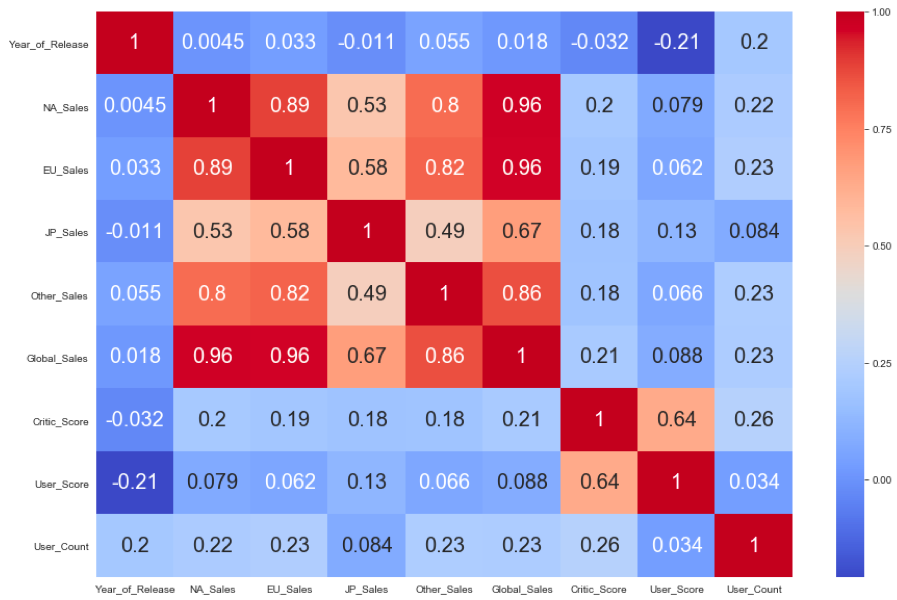 1.00
Year_of_Release 1 0.0045 0.033 -0.011 0.055 0.018 -0.032 -0.21 0.2
NA_Sales 0.0045 1 0.89 0.53 0.8 0.96 0.2 0.079 0.22
0.75
EU_Sales 0.033 0.89 1 0.58 0.82 0.96 0.19 0.062 0.23
JP_Sales -0.011 0.53 0.58 1 0.49 0.67 0.18 0.13 0.084
0.50
Other_Sales 0.055 0.8 0.82 0.49 1 0.86 0.18 0.066 0.23
Global_Sales 0.018 0.96 0.96 0.67 0.86 1 0.21 0.088 0.23
0.25
Critic_Score -0.032 0.2 0.19 0.18 0.18 0.21 1 0.64 0.26
User_Score -0.21 0.079 0.062 0.13 0.066 0.088 0.64 1 0.034
0.00
User_Count 0.2 0.22 0.23 0.084 0.23 0.23 0.26 0.034 1
Year_of_Release NA_Sales EU_Sales JP_Sales Other_Sales Global_Sales Critic_Score User_Score User_Count